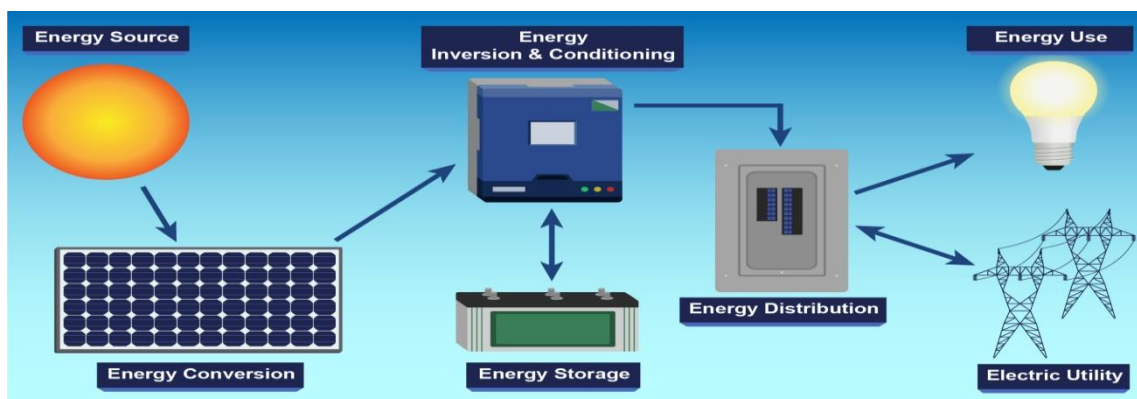 Energy Source
Energy
Inversion & Conditioning
Energy Use
Energy Distribution
Energy Conversion
Energy Storage
Electric Utility